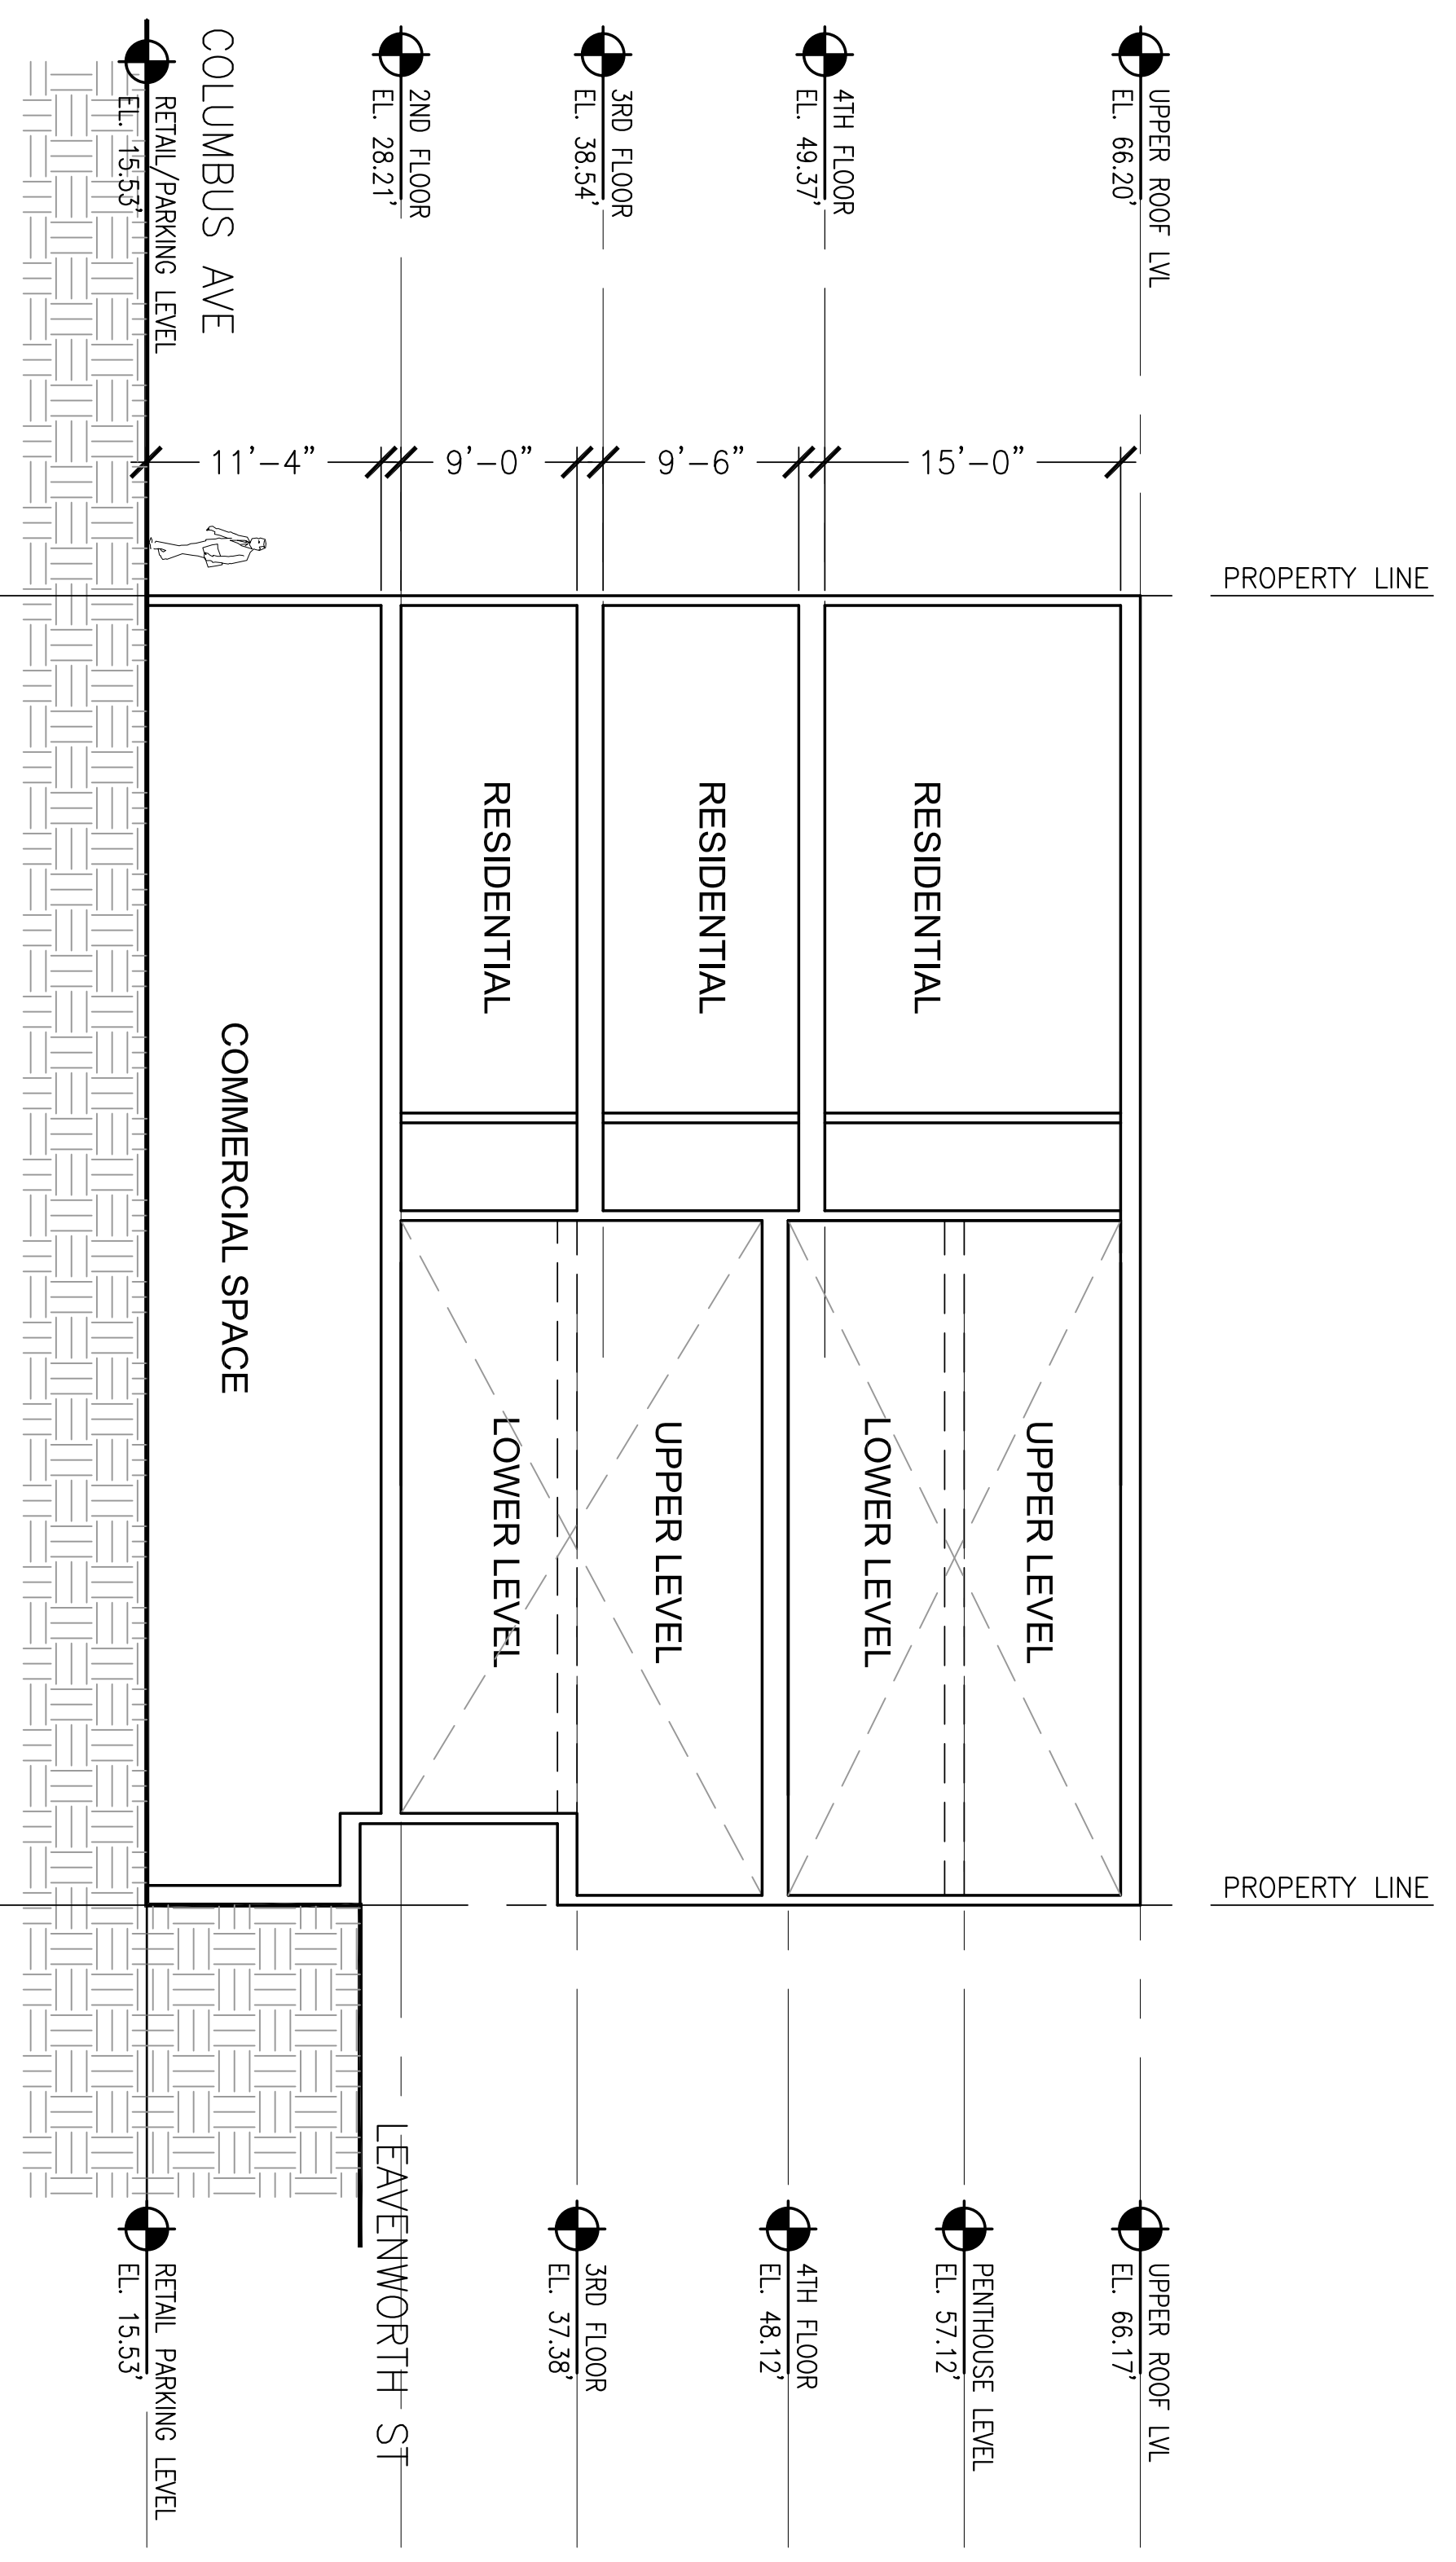 UPPER ROOF LVL
EL. 66.20'
4TH FLOOR
EL. 49.37'
3RD FLOOR
EL. 38.54'
2ND FLOOR
EL. 28.21'
COLUMBUS AVE
RETAIL/PARKING LEVEL
EL. 15.53'
15'-0"
9'-6"
9'-0"
11'-4"
PROPERTY LINE
RESIDENTIAL
RESIDENTIAL
RESIDENTIAL
COMMERCIAL SPACE
UPPER LEVEL
LOWER LEVEL
UPPER LEVEL
LOWER LEVEL
PROPERTY LINE
LEAVENWORTH ST
UPPER ROOF LVL
EL. 66.17'
PENTHOUSE LEVEL
EL. 57.12'
4TH FLOOR
EL. 48.12'
3RD FLOOR
EL. 37.38'
RETAIL PARKING LEVEL
EL. 15.53'